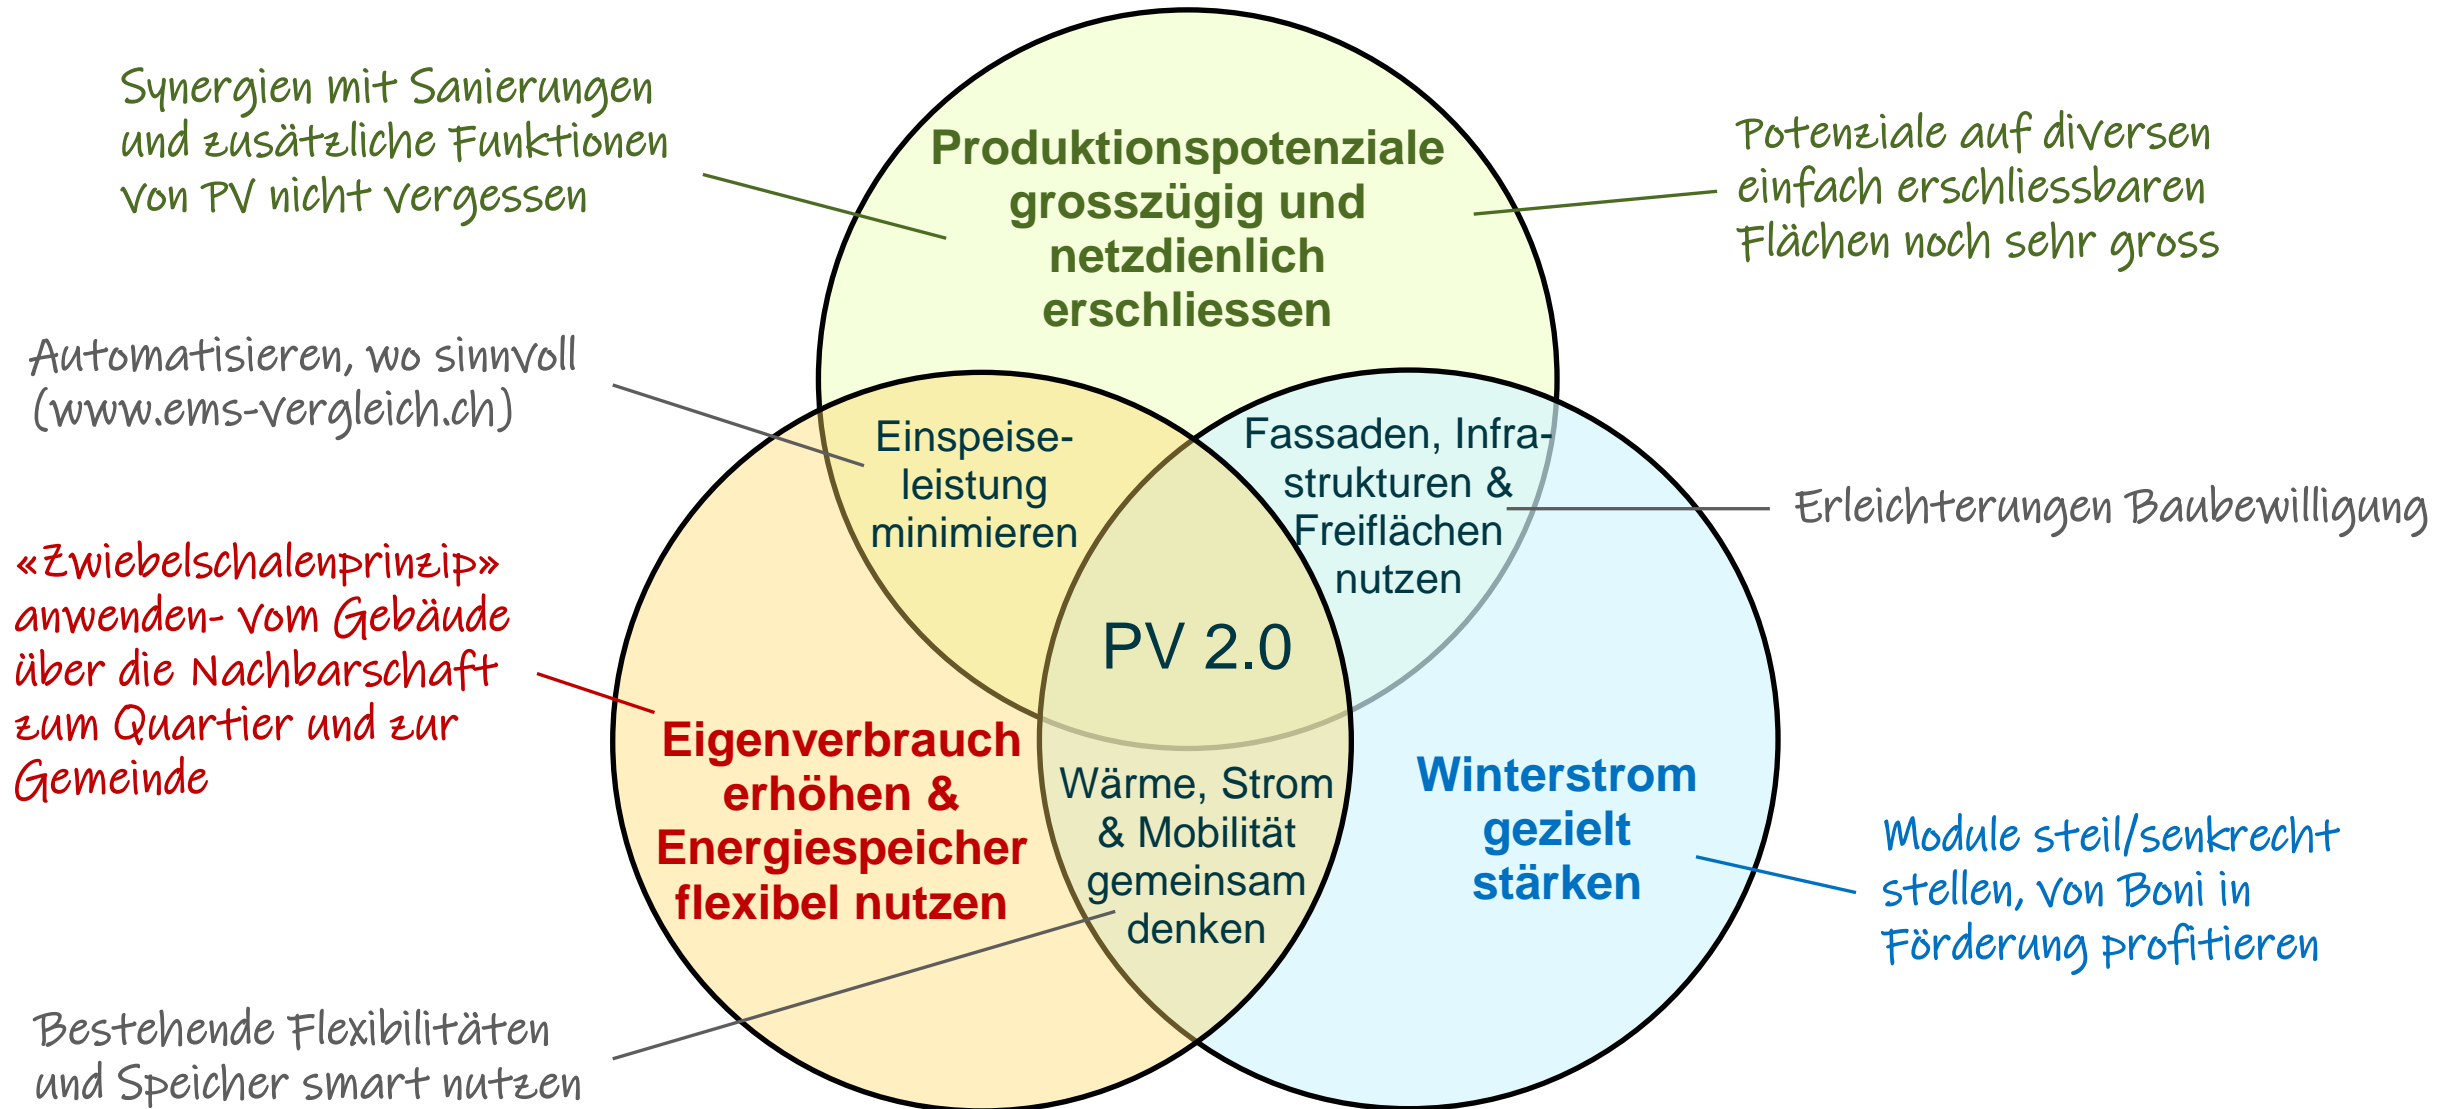 Synergien mit Sanierungen
und zusätzliche Funktionen
von PV nicht vergessen
Produktionspotenziale
grosszügig und
netzdienlich
erschliessen
Potenziale auf diversen
einfach erschliessbaren
Flächen noch sehr gross
Automatisieren, wo sinnvoll
(www.ems-vergleich.ch)
Einspeise-
leistung
minimieren
Fassaden, Infra-
strukturen &
Freiflächen
nutzen
Erleichterungen Baubewilligung
«Zwiebelschalenprinzip»
anwenden- vom Gebäude
über die Nachbarschaft
zum Quartier und zur
Gemeinde
PV 2.0
Eigenverbrauch
erhöhen &
Energiespeicher
flexibel nutzen
Wärme, Strom
& Mobilität
gemeinsam
denken
Winterstrom
gezielt
stärken
Module steil/senkrecht
stellen, von Boni in
Förderung profitieren
Bestehende Flexibilitäten
und Speicher smart nutzen